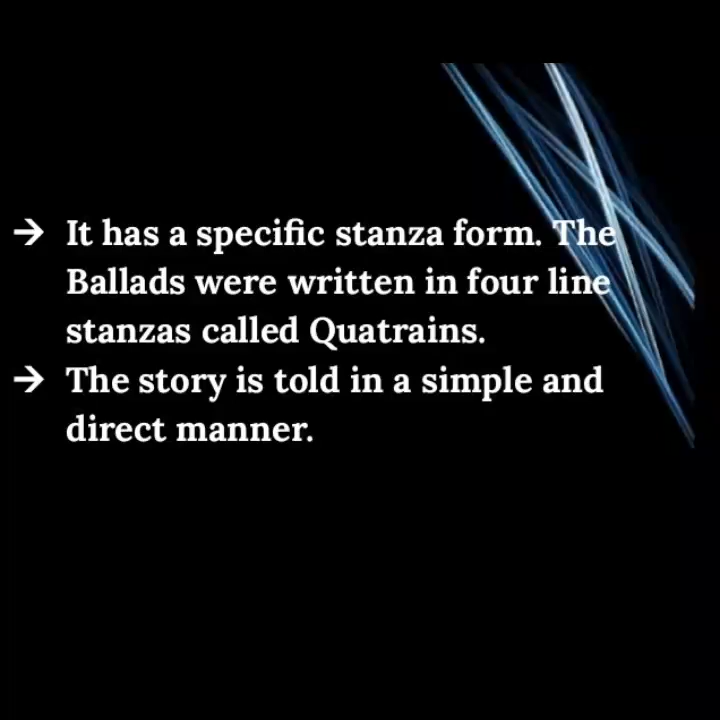 → It has a specific stanza form. The
Ballads were written in four line
stanzas called Quatrains.
→ The story is told in a simple and
direct manner.